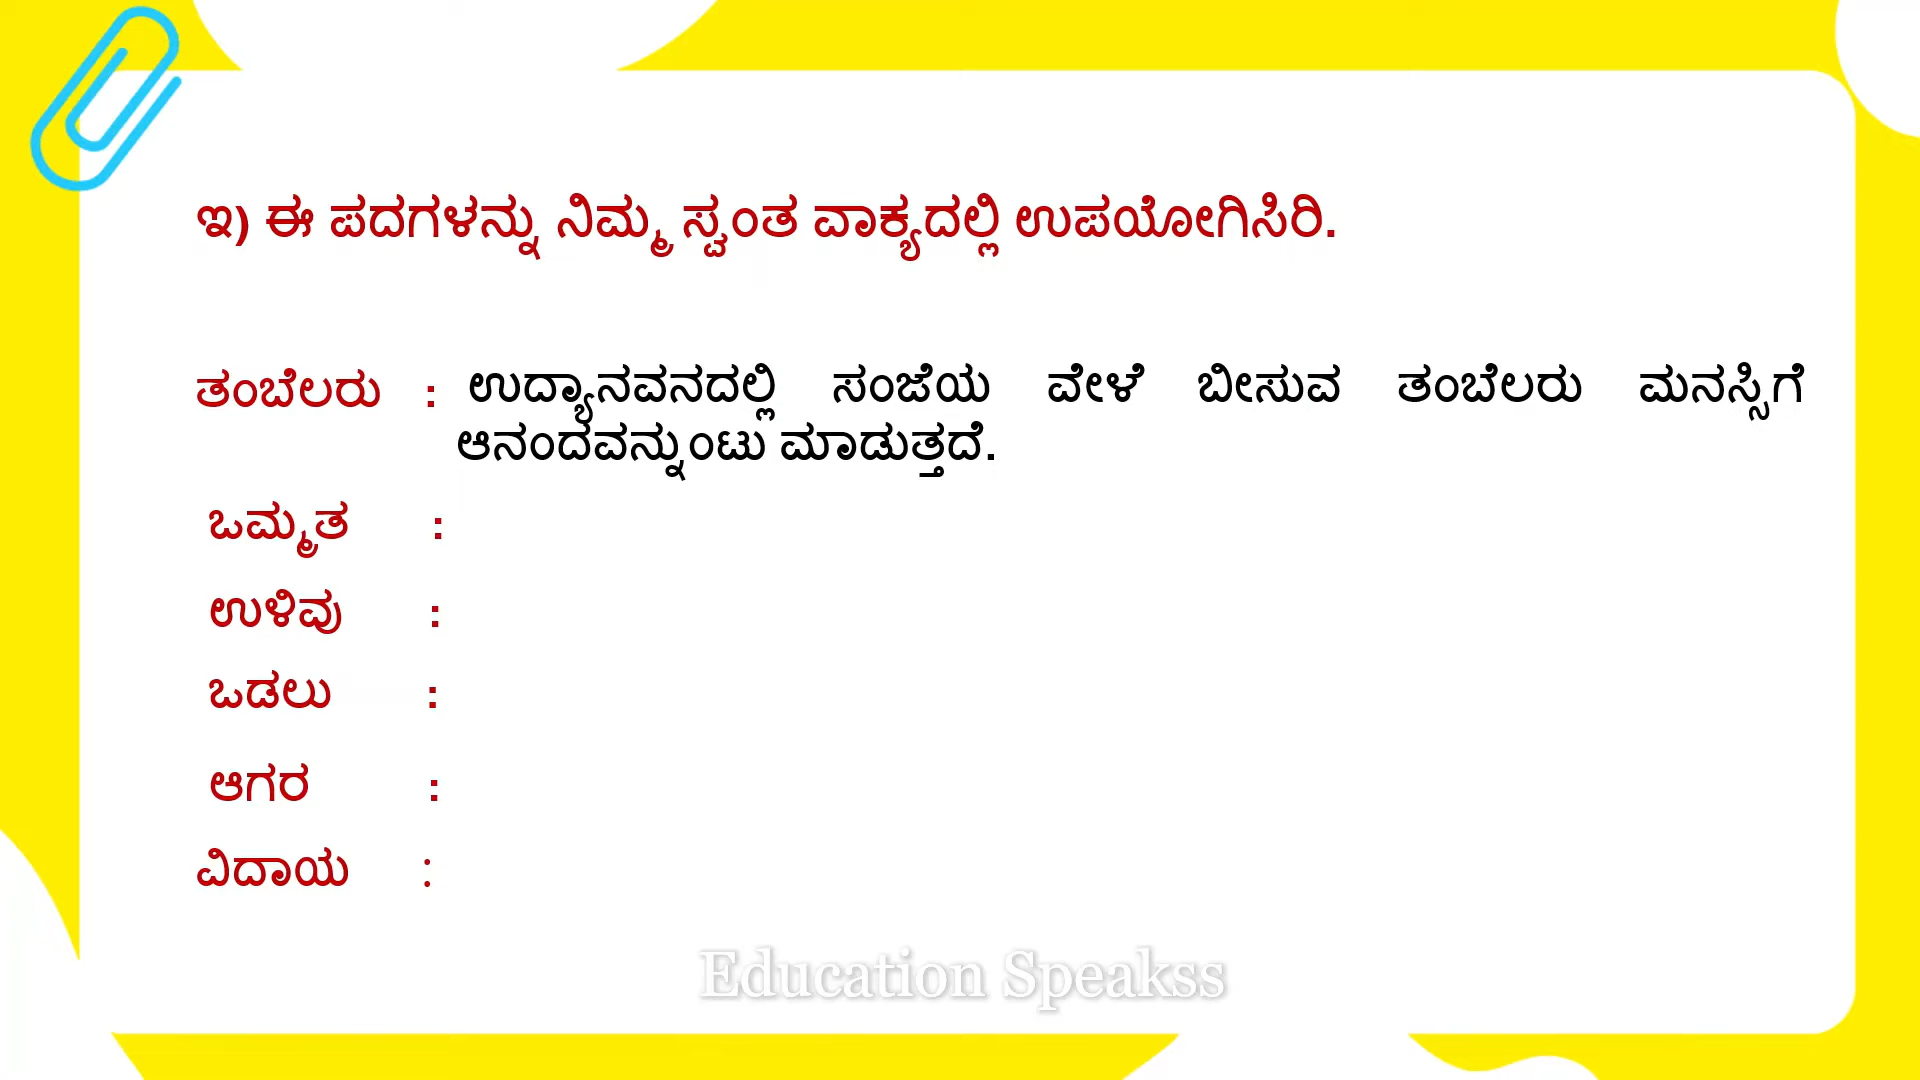 ಇ) ಈ ಪದಗಳನ್ನು ನಿಮ್ಮ ಸ್ವಂತ ವಾಕ್ಯದಲ್ಲಿ ಉಪಯೋಗಿಸಿರಿ.
ತಂಬೆಲರು : ಉದ್ಯಾನವನದಲ್ಲಿ ಸಂಜೆಯ ವೇಳೆ ಬೀಸುವ ತಂಬೆಲರು ಮನಸ್ಸಿಗೆ
ಆನಂದವನ್ನುಂಟು ಮಾಡುತ್ತದೆ.
ಒಮ್ಮತ :
ಉಳಿವು :
ಒಡಲು :
ಆಗರ :
ವಿದಾಯ :
Education Speakss